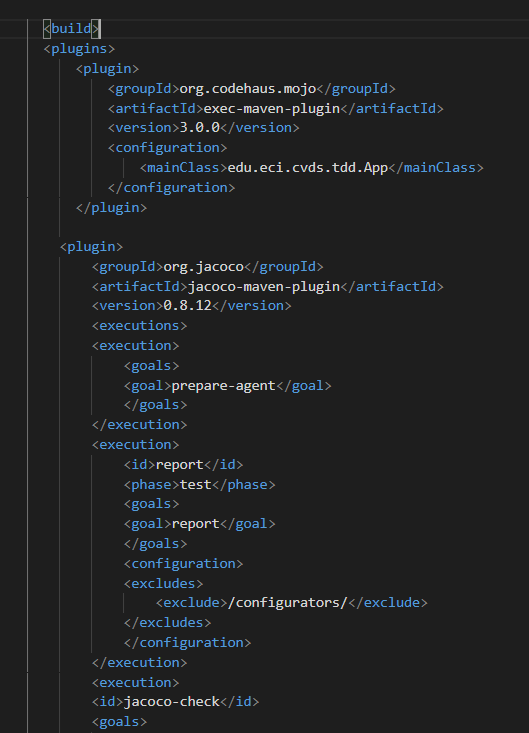 <build>
<plugins>
<plugin>
<groupId>org.codehaus.mojo</groupId>
<artifactId>exec-maven-plugin</artifactId>
<version>3.0.0</version>
<configuration>
<mainClass>edu.eci.cvds.tdd.App</mainClass>
</configuration>
</plugin>
<plugin>
<groupId>org.jacoco</groupId>
<artifactId>jacoco-maven-plugin</artifactId>
<version>0.8.12</version>
<executions>
<execution>
<goals>
<goal>prepare-agent</goal>
</goals>
</execution>
<execution>
<id>report</id>
<phase>test</phase>
<goals>
<goal>report</goal>
</goals>
<configuration>
<excludes>
<exclude>/configurators/</exclude>
</excludes>
</configuration>
</execution>
<execution>
<id>jacoco-check</id>
<goals>